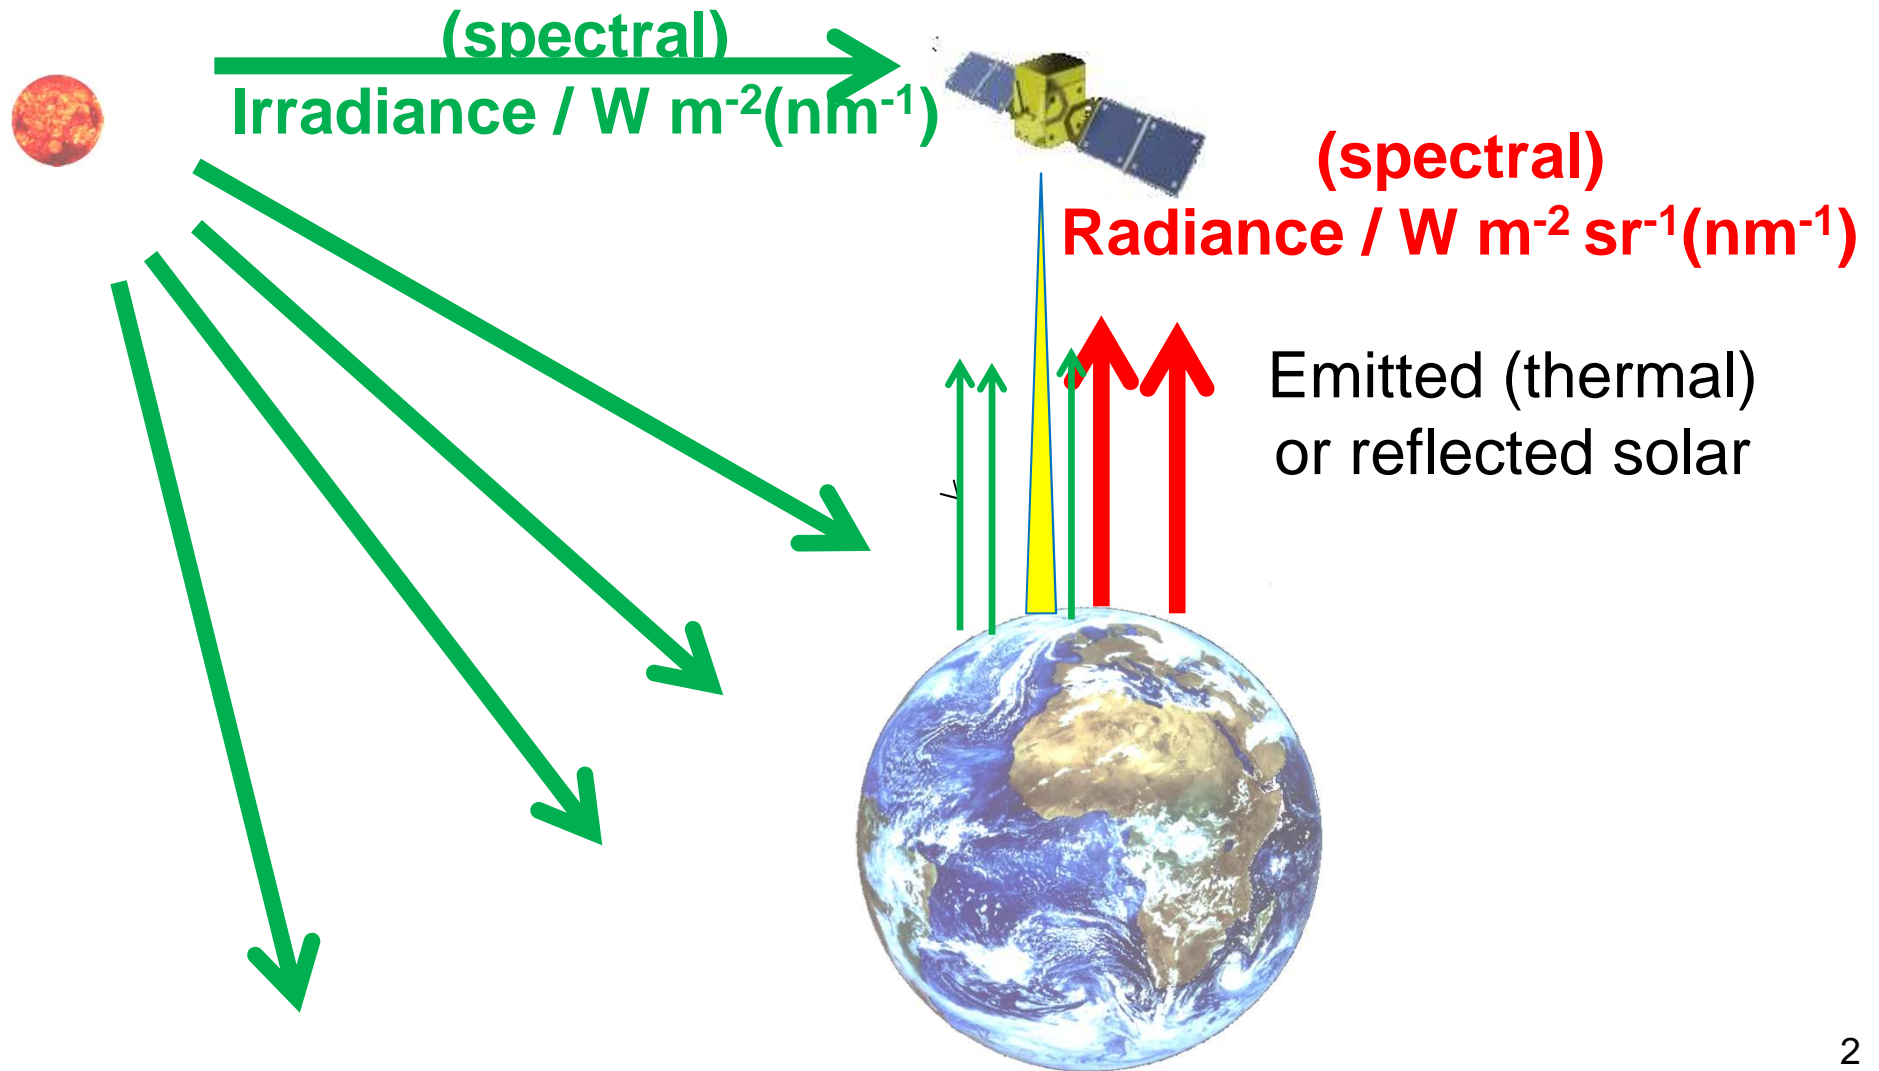 (spectral)
Irradiance / W m⁻²(nm⁻¹)
(spectral)
Radiance / W m⁻² sr⁻¹(nm⁻¹)
Emitted (thermal)
or reflected solar
2